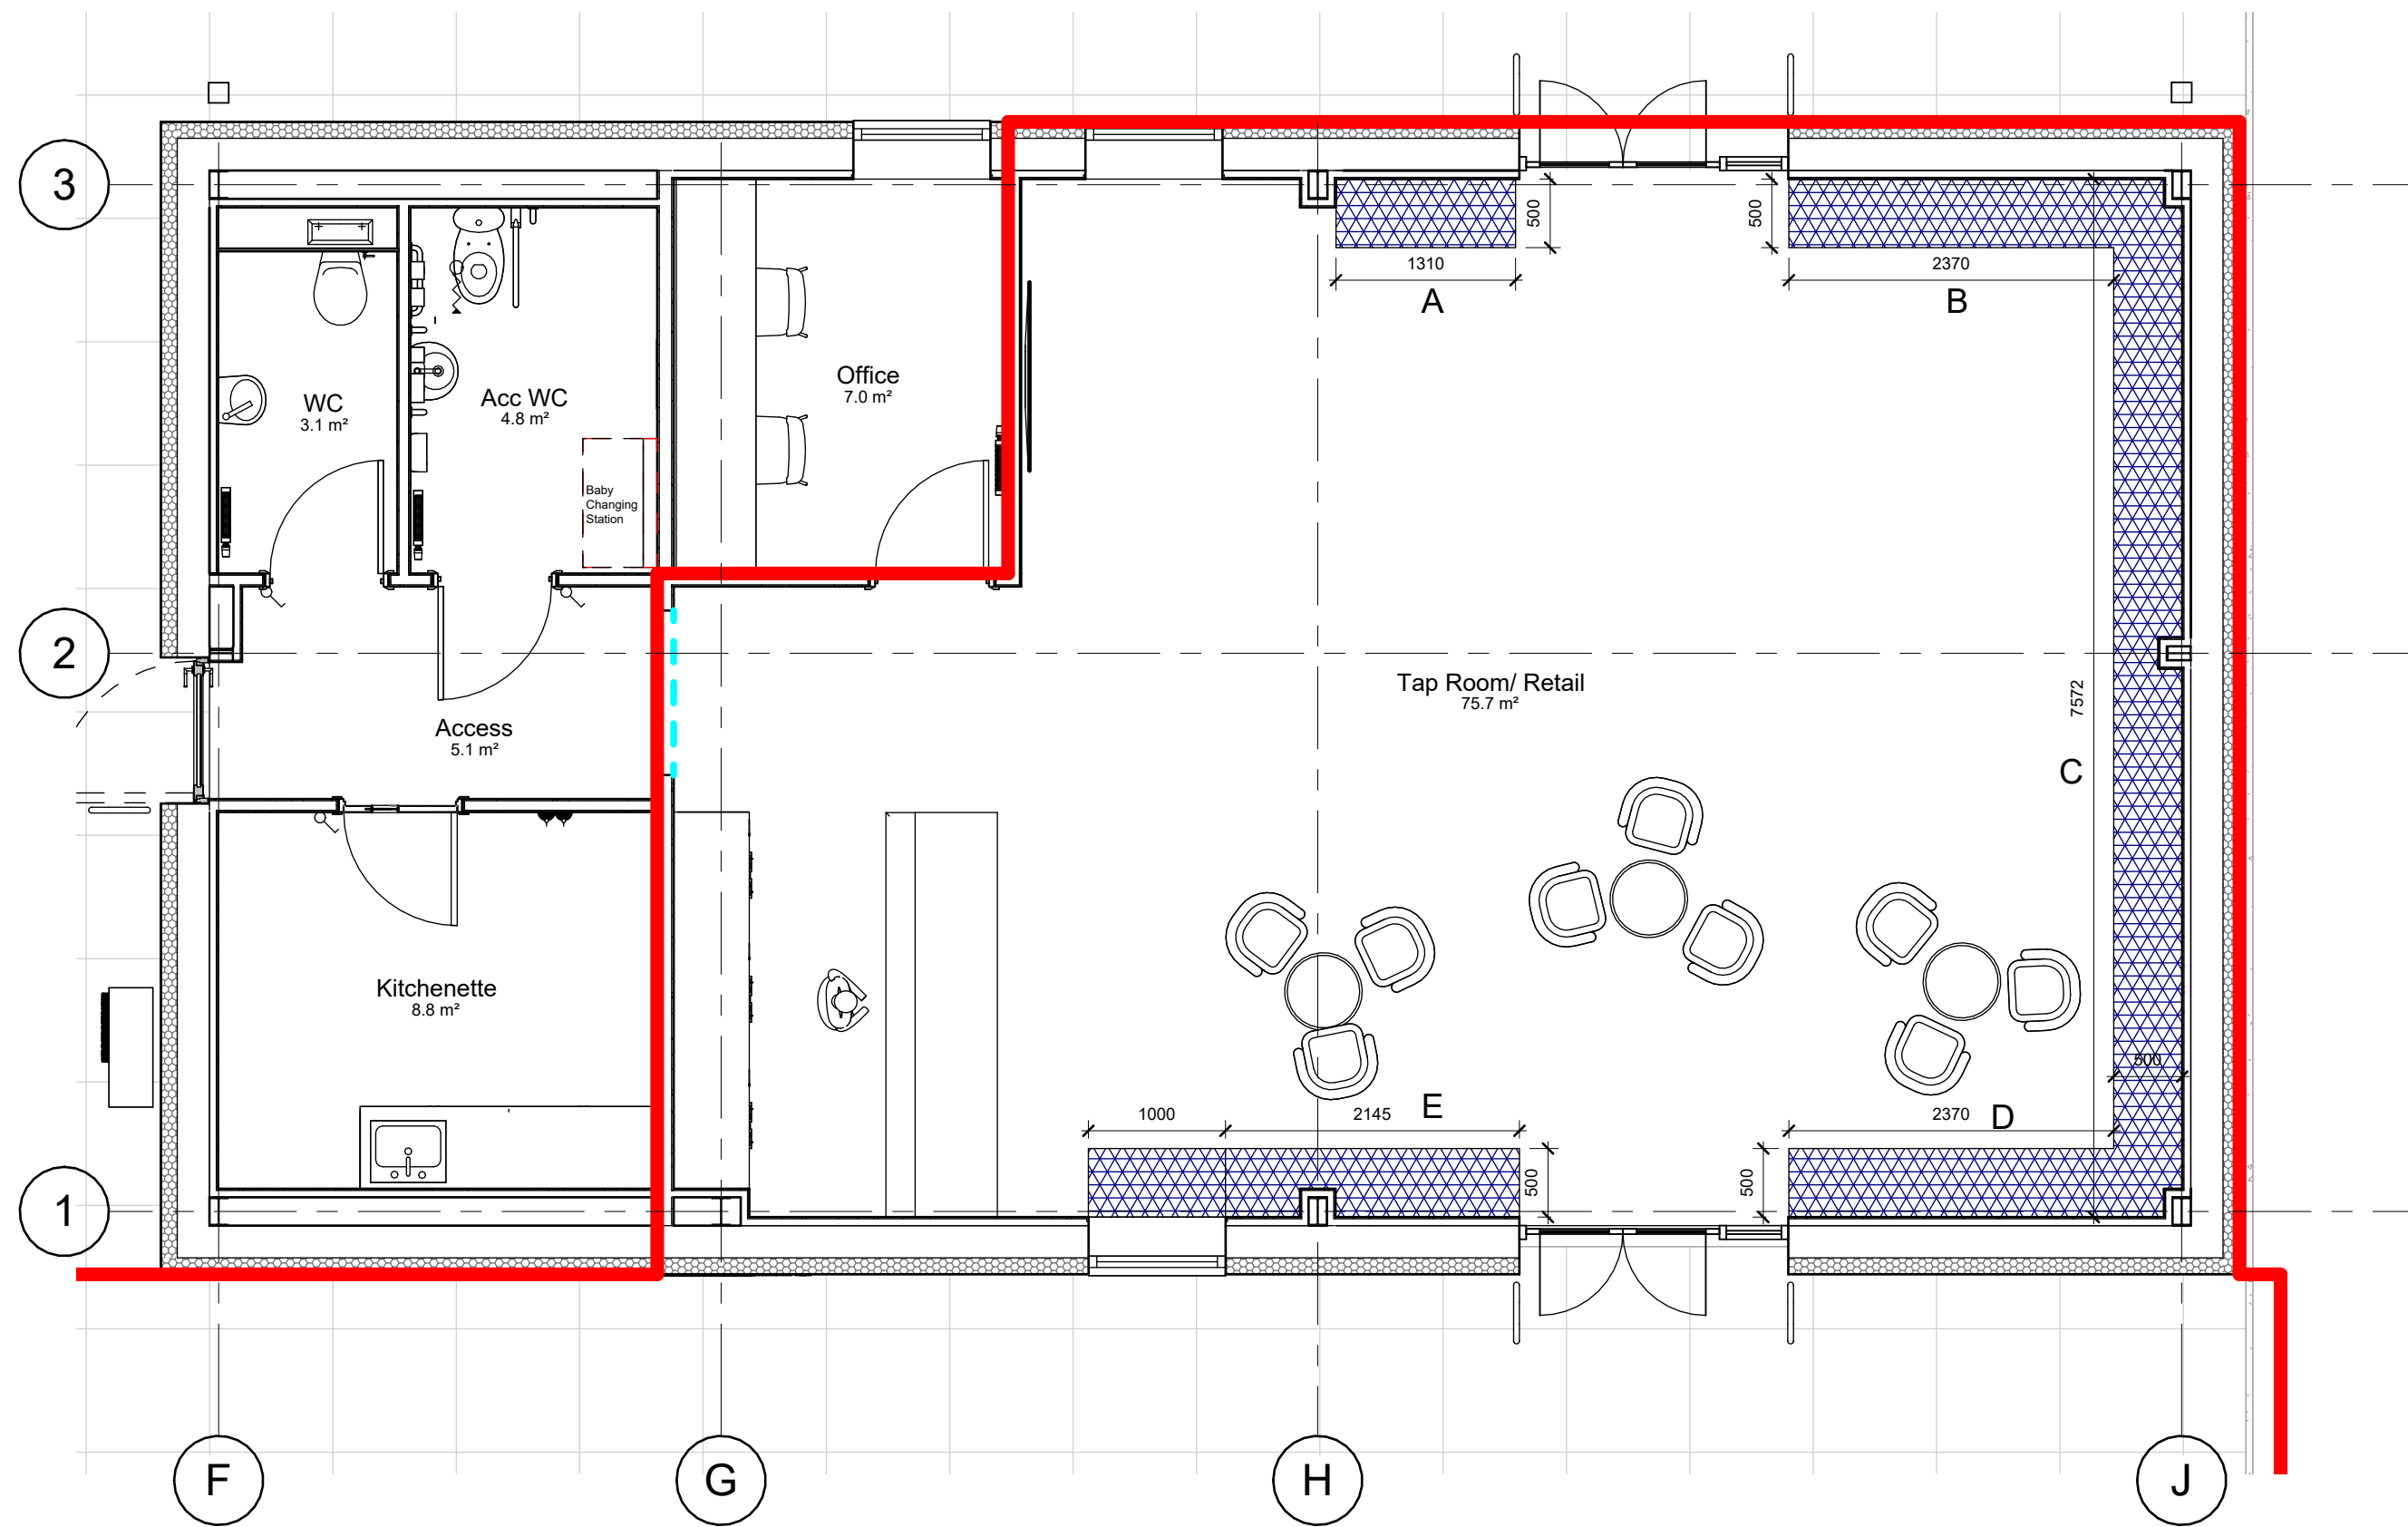 3
500
500
1310
2370
A
B
Office
7.0 m²
WC
3.1 m²
Acc WC
4.8 m²
Baby
Changing
Station
2
Tap Room/ Retail
75.7 m²
7572
Access
5.1 m²
C
Kitchenette
8.8 m²
500
1000
2145
E
2370
D
500
500
1
F
G
H
J